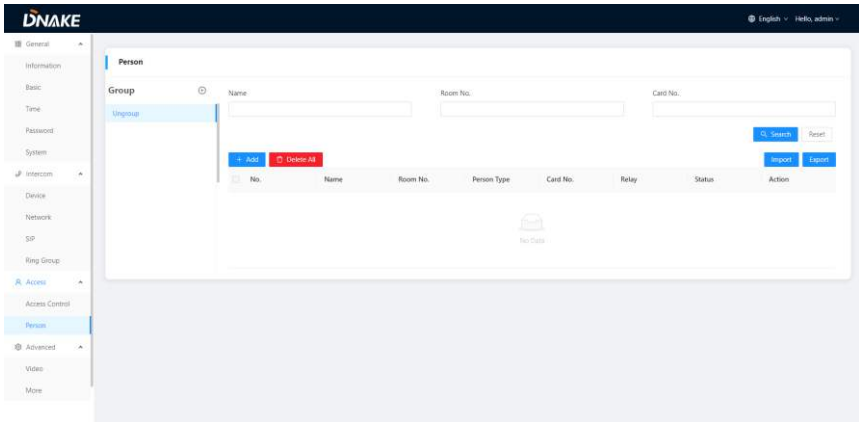 DNAKE
English Hello, admin
General
Information
Basic
Time
Password
System
Intercom
Device
Network
SIP
Ring Group
Access
Access Control
Person
Advanced
Video
More
Person
Group
Ungroup
Name Room No. Card No.
Search Reset
+ Add Delete All Import Export
No. Name Room No. Person Type Card No. Relay Status Action
No Data